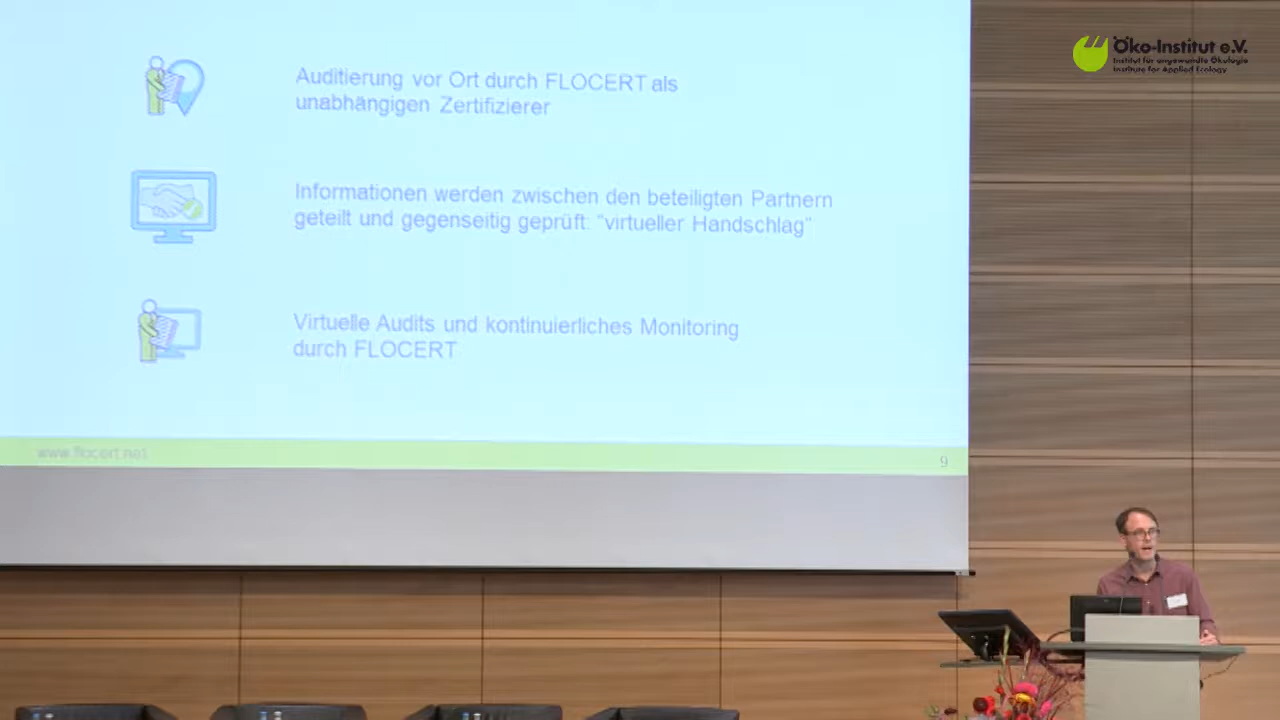 Öko-Institut e.V.
Institut für angewandte Ökologie
Institute for Applied Ecology
Auditierung vor Ort durch FLOCERT als
unabhängigen Zertifizierer
Informationen werden zwischen den beteiligten Partnern
geteilt und gegenseitig geprüft: “virtueller Handschlag”
Virtuelle Audits und kontinuierliches Monitoring
durch FLOCERT
www.flocert.net
9